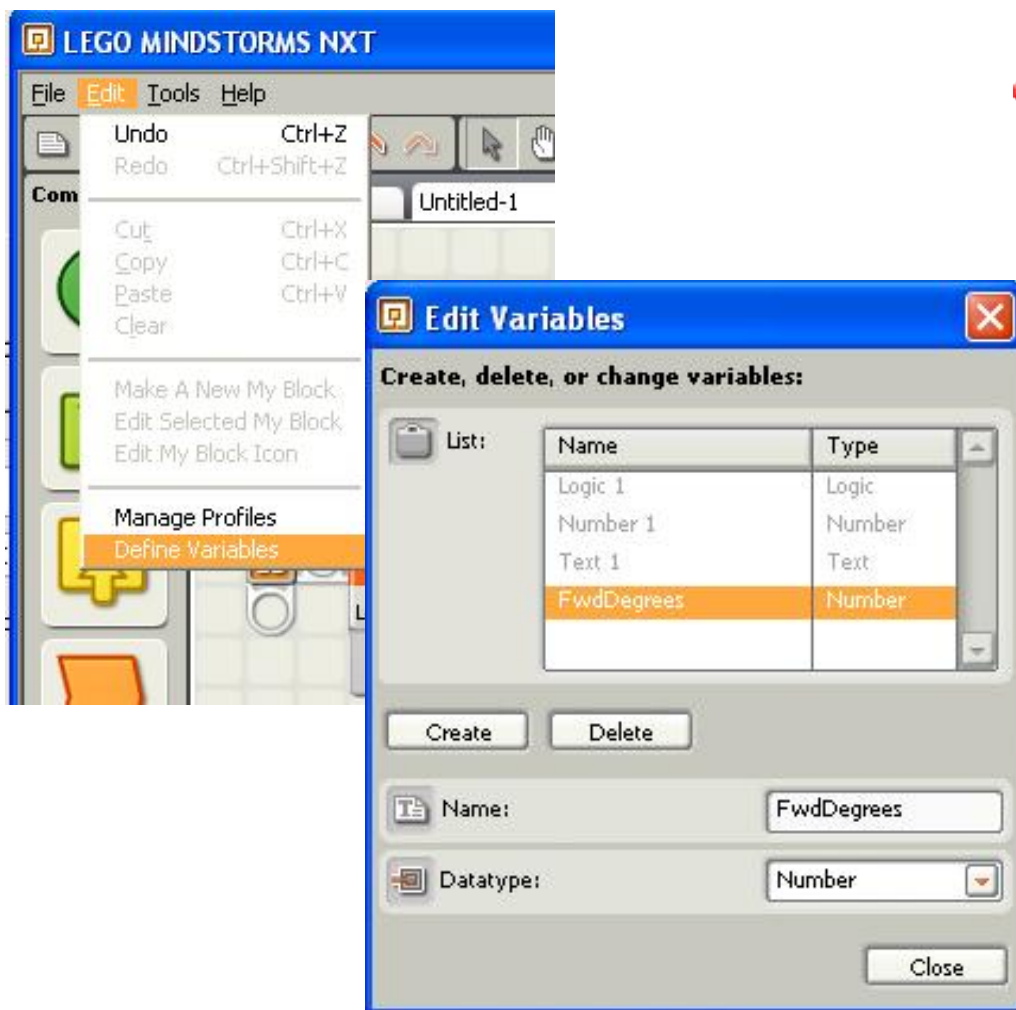 LEGO MINDSTORMS NXT
File Edit Tools Help
Undo Ctrl+Z
Redo Ctrl+Shift+Z
Com
Untitled-1
Cut Ctrl+X
Copy Ctrl+C
Paste Ctrl+V
Clear
Make A New My Block
Edit Selected My Block
Edit My Block Icon
Manage Profiles
Define Variables
L
Edit Variables
Create, delete, or change variables:
List:
Name Type
Logic 1 Logic
Number 1 Number
Text 1 Text
FwdDegrees Number
Create Delete
Name: FwdDegrees
Datatype: Number
Close